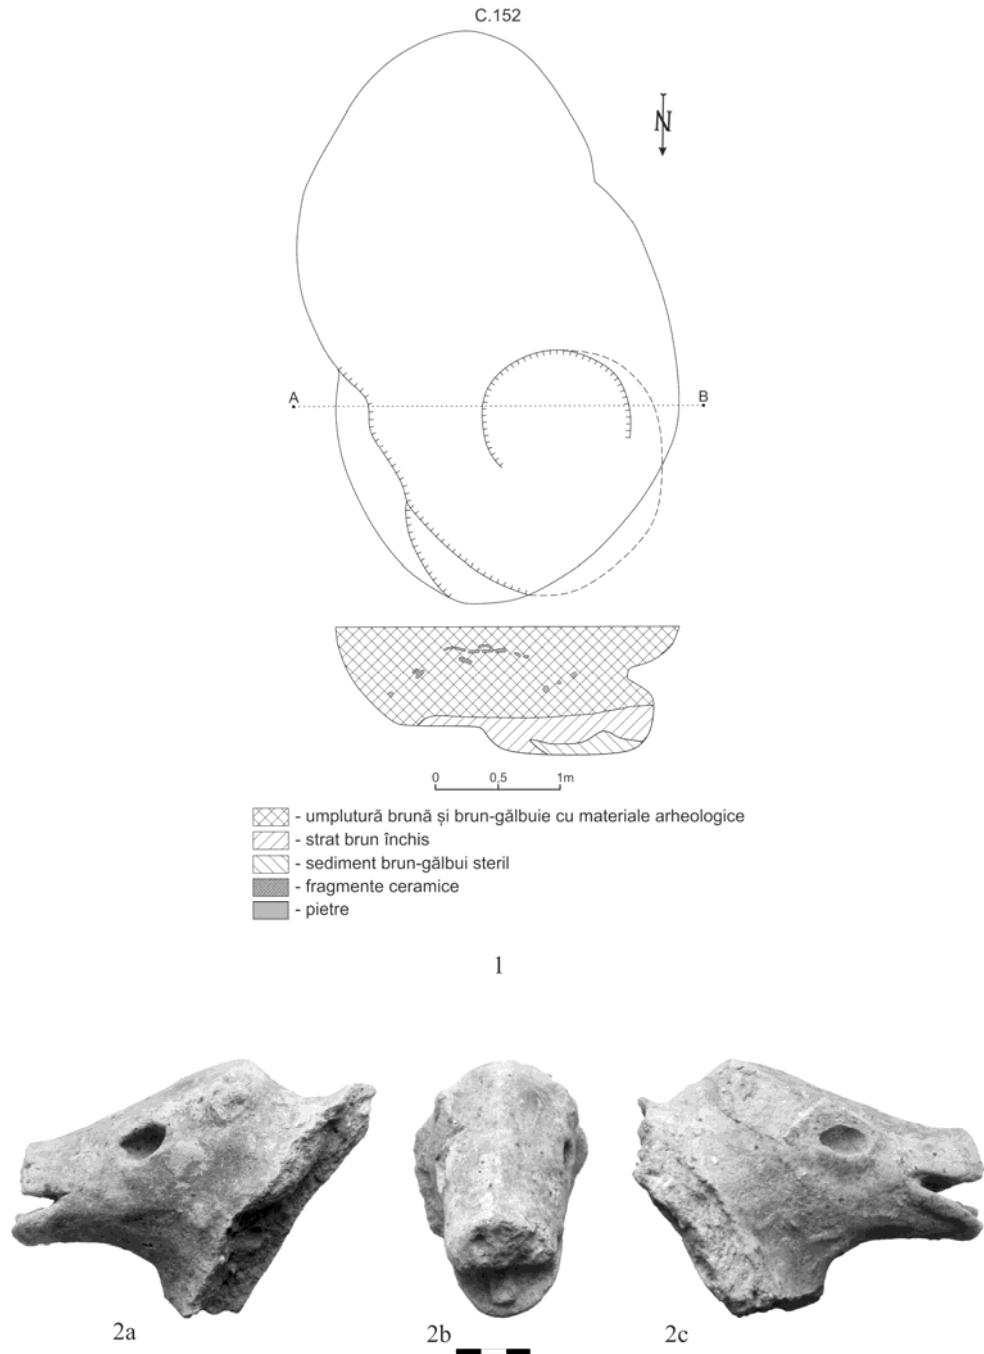 C.152
N
A
B
0 0,5 1m
- umplutură brună și brun-gălbuie cu materiale arheologice
- strat brun închis
- sediment brun-gălbui steril
- fragmente ceramice
- pietre
1
2a 2b 2c